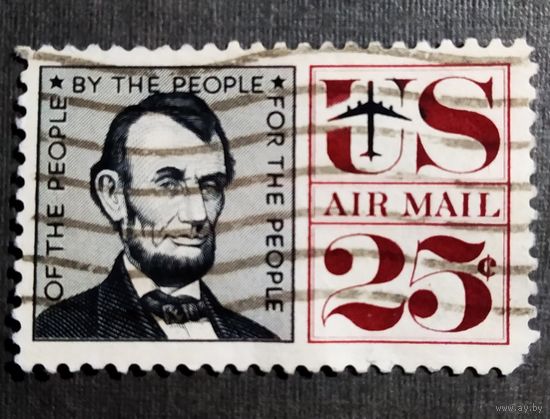 OF THE PEOPLE ★ BY THE PEOPLE ★ FOR THE PEOPLE
US
AIR MAIL
25¢
www.ay.by